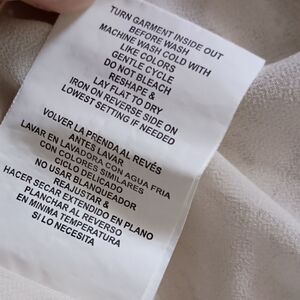 TURN GARMENT INSIDE OUT
BEFORE WASH
MACHINE WASH COLD WITH
LIKE COLORS
GENTLE CYCLE
DO NOT BLEACH
RESHAPE &
LAY FLAT TO DRY
IRON ON REVERSE SIDE ON
LOWEST SETTING IF NEEDED
VOLVER LA PRENDA AL REVÉS
ANTES LAVAR
LAVAR EN LAVADORA CON AGUA FRIA
CON COLORES SIMILARES
CICLO DELICADO
NO USAR BLANQUEADOR
REAJUSTAR &
HACER SECAR EXTENDIDO EN PLANO
PLANCHAR AL REVERSO
EN MINIMA TEMPERATURA
SI LO NECESITA